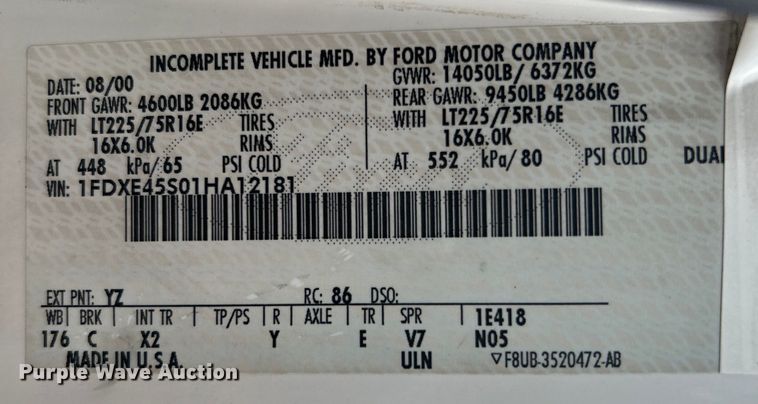 INCOMPLETE VEHICLE MFD. BY FORD MOTOR COMPANY
DATE: 08/00 GVWR: 14050LB/ 6372KG
FRONT GAWR: 4600LB 2086KG REAR GAWR: 9450LB 4286KG
WITH LT225/75R16E TIRES WITH LT225/75R16E TIRES
16X6.0K RIMS 16X6.0K RIMS
AT 448 kPa/65 PSI COLD AT 552 kPa/80 PSI COLD DUAL
VIN: 1FDXE45S01HA12181
EXT PNT: YZ RC: 86 DSO:
WB BRK INT TR TP/PS R AXLE TR SPR 1E418
176 C X2 Y E V7 N05
MADE IN U.S.A. ULN ▽F8UB-3520472-AB
Purple Wave Auction